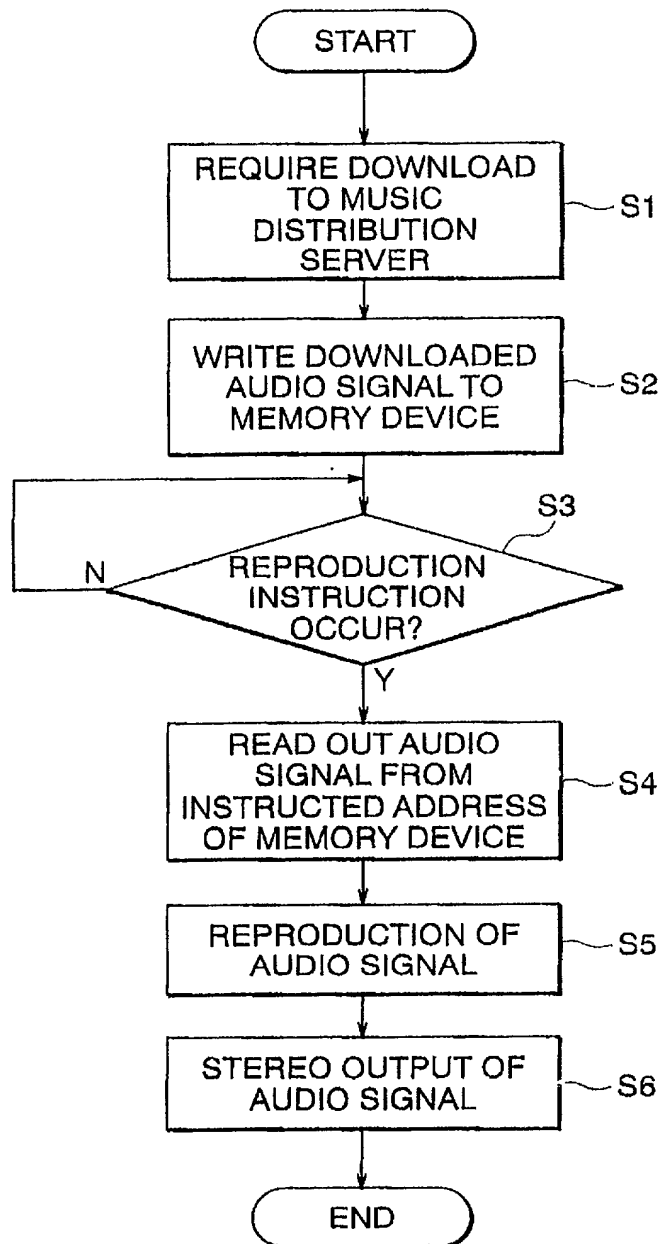 START
REQUIRE DOWNLOAD
TO MUSIC
DISTRIBUTION
SERVER
S1
WRITE DOWNLOADED
AUDIO SIGNAL TO
MEMORY DEVICE
S2
S3
REPRODUCTION
INSTRUCTION
OCCUR?
N
Y
READ OUT AUDIO
SIGNAL FROM
INSTRUCTED ADDRESS
OF MEMORY DEVICE
S4
REPRODUCTION OF
AUDIO SIGNAL
S5
STEREO OUTPUT OF
AUDIO SIGNAL
S6
END